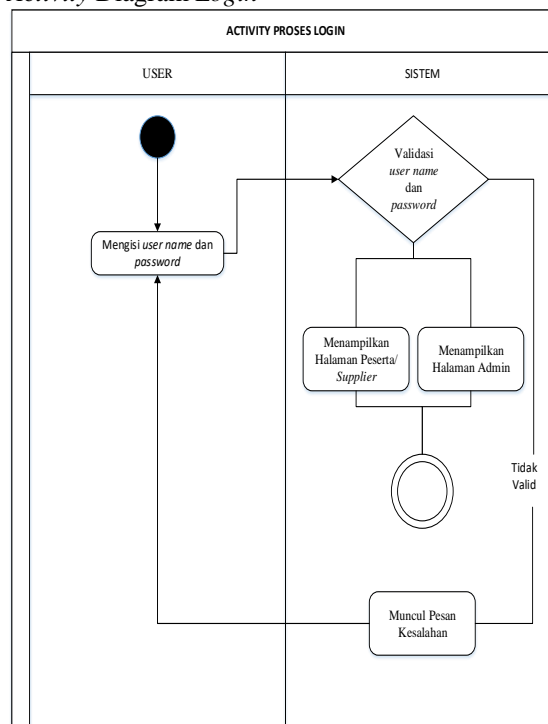 Activity Diagram Login
ACTIVITY PROSES LOGIN
USER
SISTEM
Validasi
user name
dan
password
Mengisi user name dan
password
Menampilkan
Halaman Peserta/
Supplier
Menampilkan
Halaman Admin
Tidak
Valid
Muncul Pesan
Kesalahan